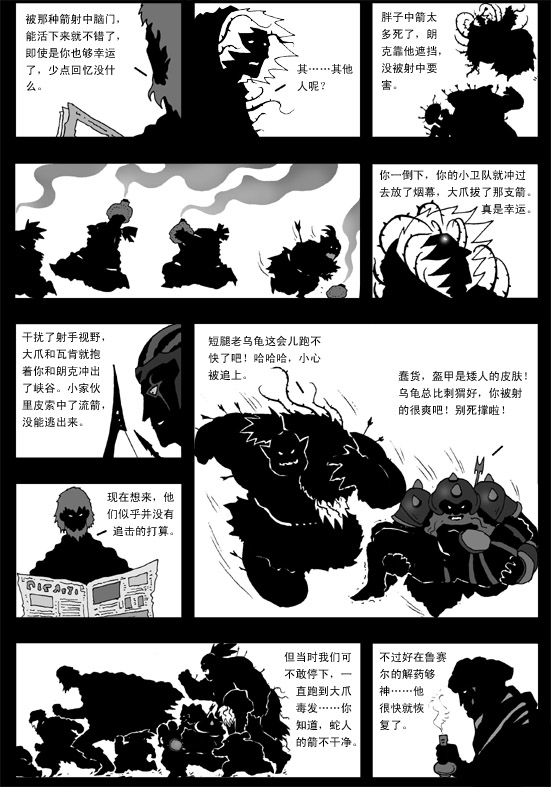 被那种箭射中脑门，
能活下来就不错了，
即使是你也够幸运
了，少点回忆没什
么。
其……其他
人呢？
胖子中箭太
多死了，朗
克靠他遮挡，
没被射中要
害。
你一倒下，你的小卫队就冲过
去放了烟幕，大爪拔了那支箭。
真是幸运。
干扰了射手视野，
大爪和瓦肯就抱
着你和朗克冲出
了峡谷。小家伙
里皮索中了流箭，
没能逃出来。
短腿老乌龟这会儿跑不
快了吧！哈哈哈，小心
被追上。
蠢货，盔甲是矮人的皮肤！
乌龟总比刺猬好，你被射
的很爽吧！别死撑啦！
现在想来，他
们似乎并没有
追击的打算。
但当时我们可
不敢停下，一
直跑到大爪
毒发……你
知道，蛇人
的箭不干净。
不过好在鲁赛
尔的解药够
神……他
很快就恢
复了。